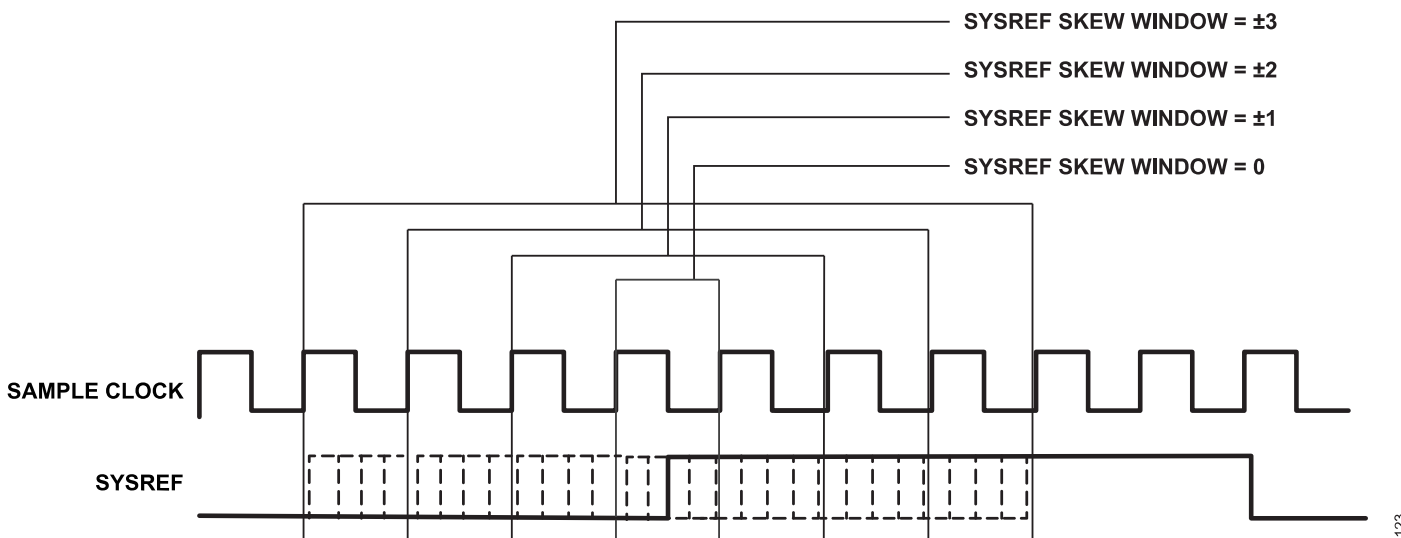 SYSREF SKEW WINDOW = ±3
SYSREF SKEW WINDOW = ±2
SYSREF SKEW WINDOW = ±1
SYSREF SKEW WINDOW = 0
SAMPLE CLOCK
SYSREF
123